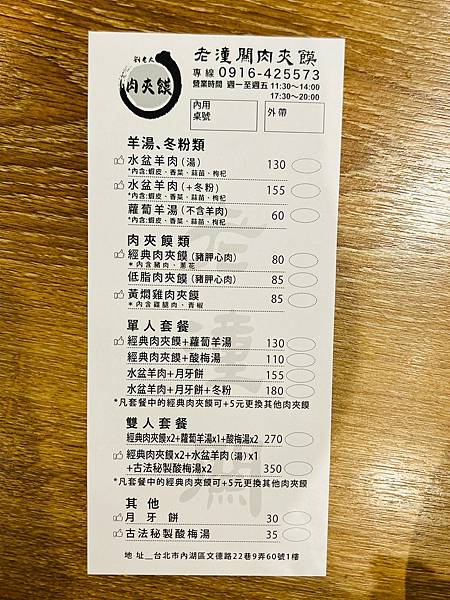 劉老大
肉夾饃
老潼關肉夾饃
專線 0916-425573
營業時間 週一至週五 11:30～14:00
17:30～20:00
內用
桌號
外帶
羊湯、冬粉類
水盆羊肉(湯) 130
*內含:蝦皮、香菜、蒜苗、枸杞
水盆羊肉(+冬粉) 155
*內含:蝦皮、香菜、蒜苗、枸杞
蘿蔔羊湯(不含羊肉) 60
*內含:蝦皮、香菜、蒜苗、枸杞
肉夾饃類
經典肉夾饃(豬胛心肉) 80
*內含豬肉、蔥花
低脂肉夾饃(豬胛心肉) 85
黃燜雞肉夾饃 85
*內含雞腿肉、青椒
單人套餐
經典肉夾饃+蘿蔔羊湯 130
經典肉夾饃+酸梅湯 110
水盆羊肉+月牙餅 155
水盆羊肉+月牙餅+冬粉 180
*凡套餐中的經典肉夾饃可+5元更換其他肉夾饃
雙人套餐
經典肉夾饃x2+蘿蔔羊湯x1+酸梅湯x2 270
經典肉夾饃x2+水盆羊肉(湯)x1
+古法秘製酸梅湯x2 350
*凡套餐中的經典肉夾饃可+5元更換其他肉夾饃
其他
月牙餅 30
古法秘製酸梅湯 35
地址__台北市內湖區文德路22巷9弄60號1樓
老潼關